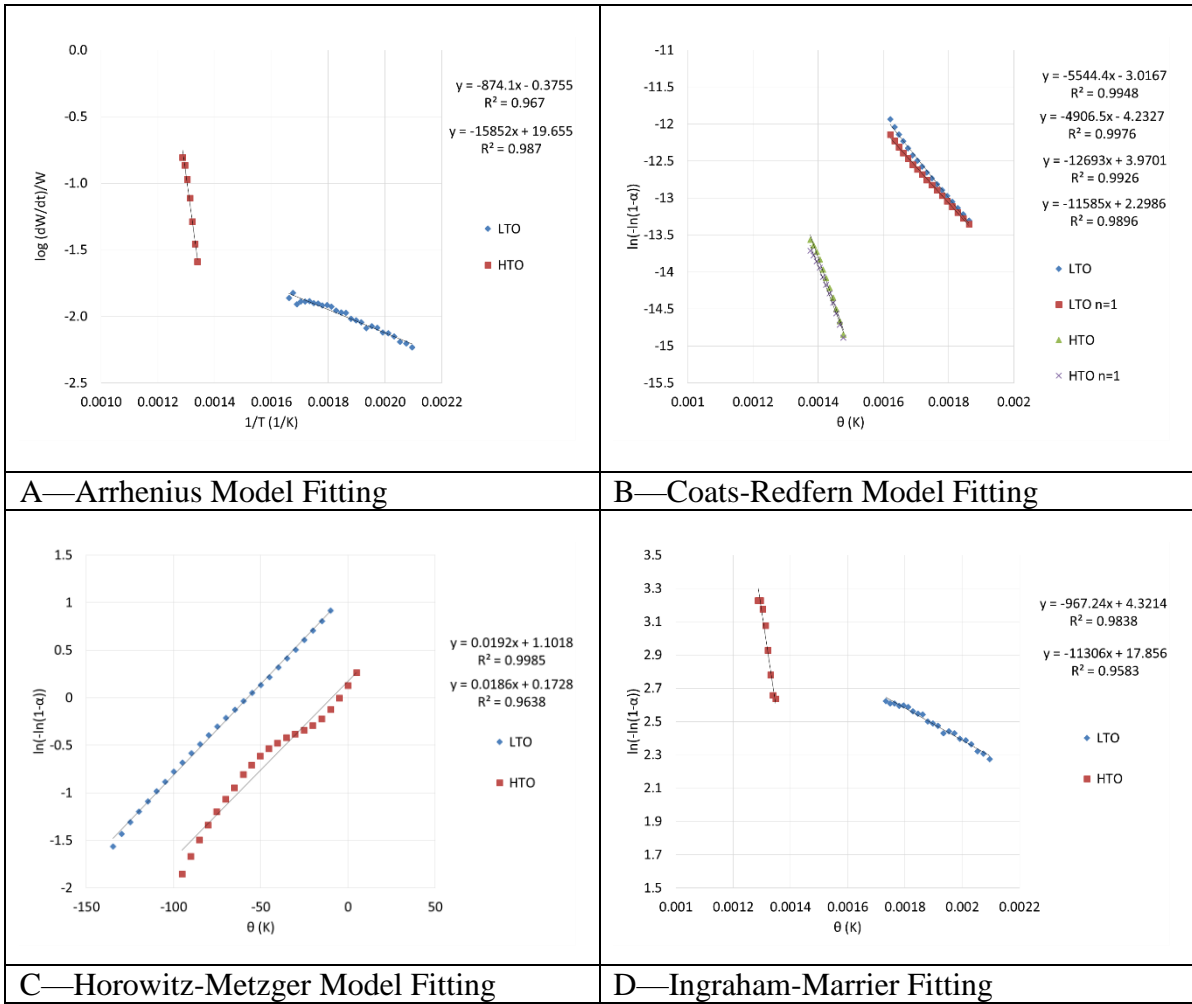 0.0
-0.5
-1.0
-1.5
-2.0
-2.5
log (dW/dt)/W
0.0010 0.0012 0.0014 0.0016 0.0018 0.0020 0.0022
1/T (1/K)
y = -874.1x - 0.3755
R² = 0.967
y = -15852x + 19.655
R² = 0.987
LTO
HTO
A—Arrhenius Model Fitting
-11
-11.5
-12
-12.5
-13
-13.5
-14
-14.5
-15
-15.5
ln(-ln(1-α))
0.001 0.0012 0.0014 0.0016 0.0018 0.002
θ (K)
y = -5544.4x - 3.0167
R² = 0.9948
y = -4906.5x - 4.2327
R² = 0.9976
y = -12693x + 3.9701
R² = 0.9926
y = -11585x + 2.2986
R² = 0.9896
LTO
LTO n=1
HTO
HTO n=1
B—Coats-Redfern Model Fitting
1.5
1
0.5
0
-0.5
-1
-1.5
-2
ln(-ln(1-α))
-150 -100 -50 0 50
θ (K)
y = 0.0192x + 1.1018
R² = 0.9985
y = 0.0186x + 0.1728
R² = 0.9638
LTO
HTO
C—Horowitz-Metzger Model Fitting
3.5
3.3
3.1
2.9
2.7
2.5
2.3
2.1
1.9
1.7
1.5
ln(-ln(1-α))
0.001 0.0012 0.0014 0.0016 0.0018 0.002 0.0022
θ (K)
y = -967.24x + 4.3214
R² = 0.9838
y = -11306x + 17.856
R² = 0.9583
LTO
HTO
D—Ingraham-Marrier Fitting